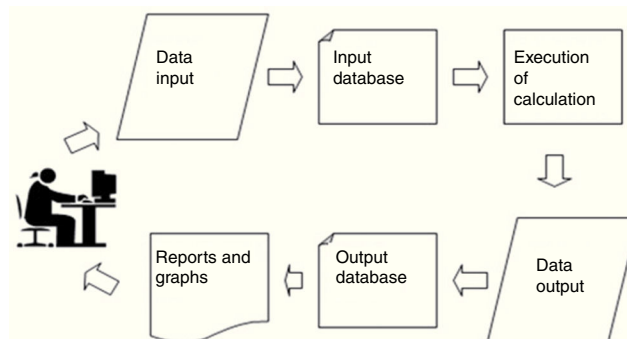 Data
input
Input
database
Execution
of
calculation
Reports and
graphs
Output
database
Data
output